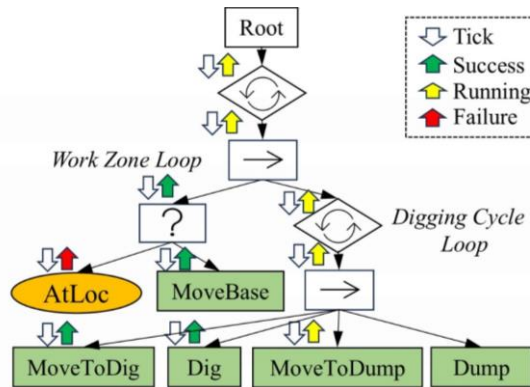 Root
Tick
Success
Running
Failure
Work Zone Loop
→
?
Digging Cycle
Loop
AtLoc
MoveBase
→
MoveToDig
Dig
MoveToDump
Dump